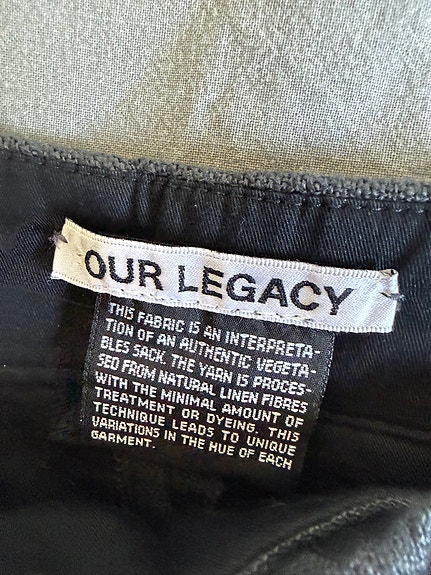 OUR LEGACY
THIS FABRIC IS AN INTERPRETA-
TION OF AN AUTHENTIC VEGETA-
BLES SACK. THE YARN IS PROCES-
SED FROM NATURAL LINEN FIBRES
WITH THE MINIMAL AMOUNT OF
TREATMENT OR DYEING. THIS
TECHNIQUE LEADS TO UNIQUE
VARIATIONS IN THE HUE OF EACH
GARMENT.